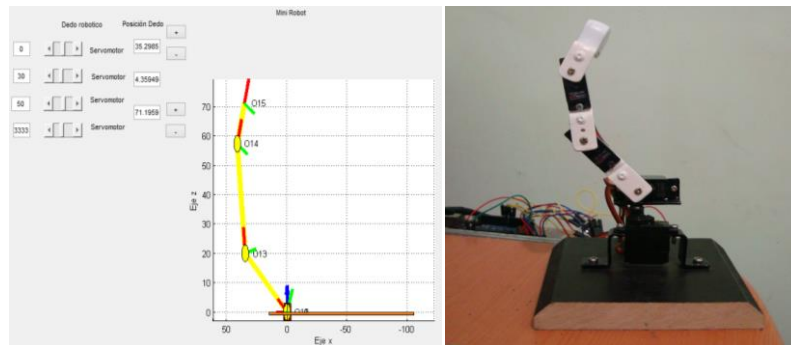 Mini Robot
Dedo robotico
Posición Dedo
+
0
Servomotor
35.2985
-
30
Servomotor
4.35949
50
Servomotor
71.1959
+
3333
Servomotor
-
70
60
50
40
30
20
10
0
Eje z
O15
O14
O13
50
0
-50
-100
Eje x